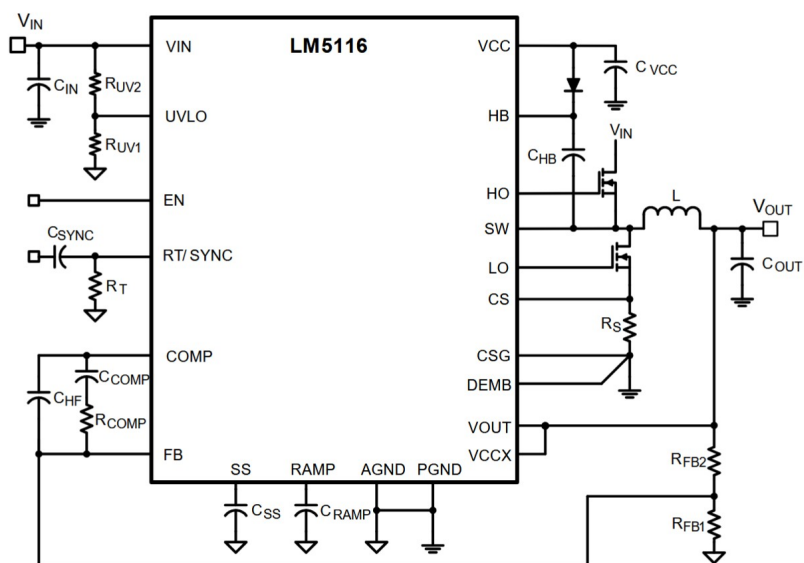 VIN
LM5116
VIN
VCC
CVCC
CIN
RUV2
UVLO
HB
RUV1
VIN
CHB
EN
HO
L
VOUT
CSYNC
SW
RT/SYNC
LO
COUT
RT
CS
RS
COMP
CSG
CCOMP
DEMB
CHF
RCOMP
VOUT
FB
VCCX
RFB2
SS
RAMP
AGND
PGND
CSS
CRAMP
RFB1